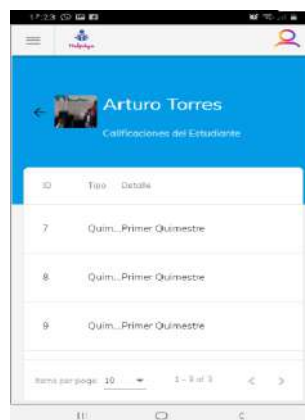 17:23
Arturo Torres
Calificaciones del Estudiante
ID Tipo Detalle
7 Quim...Primer Quimestre
8 Quim...Primer Quimestre
9 Quim...Primer Quimestre
Items per page: 10 1 - 3 of 3